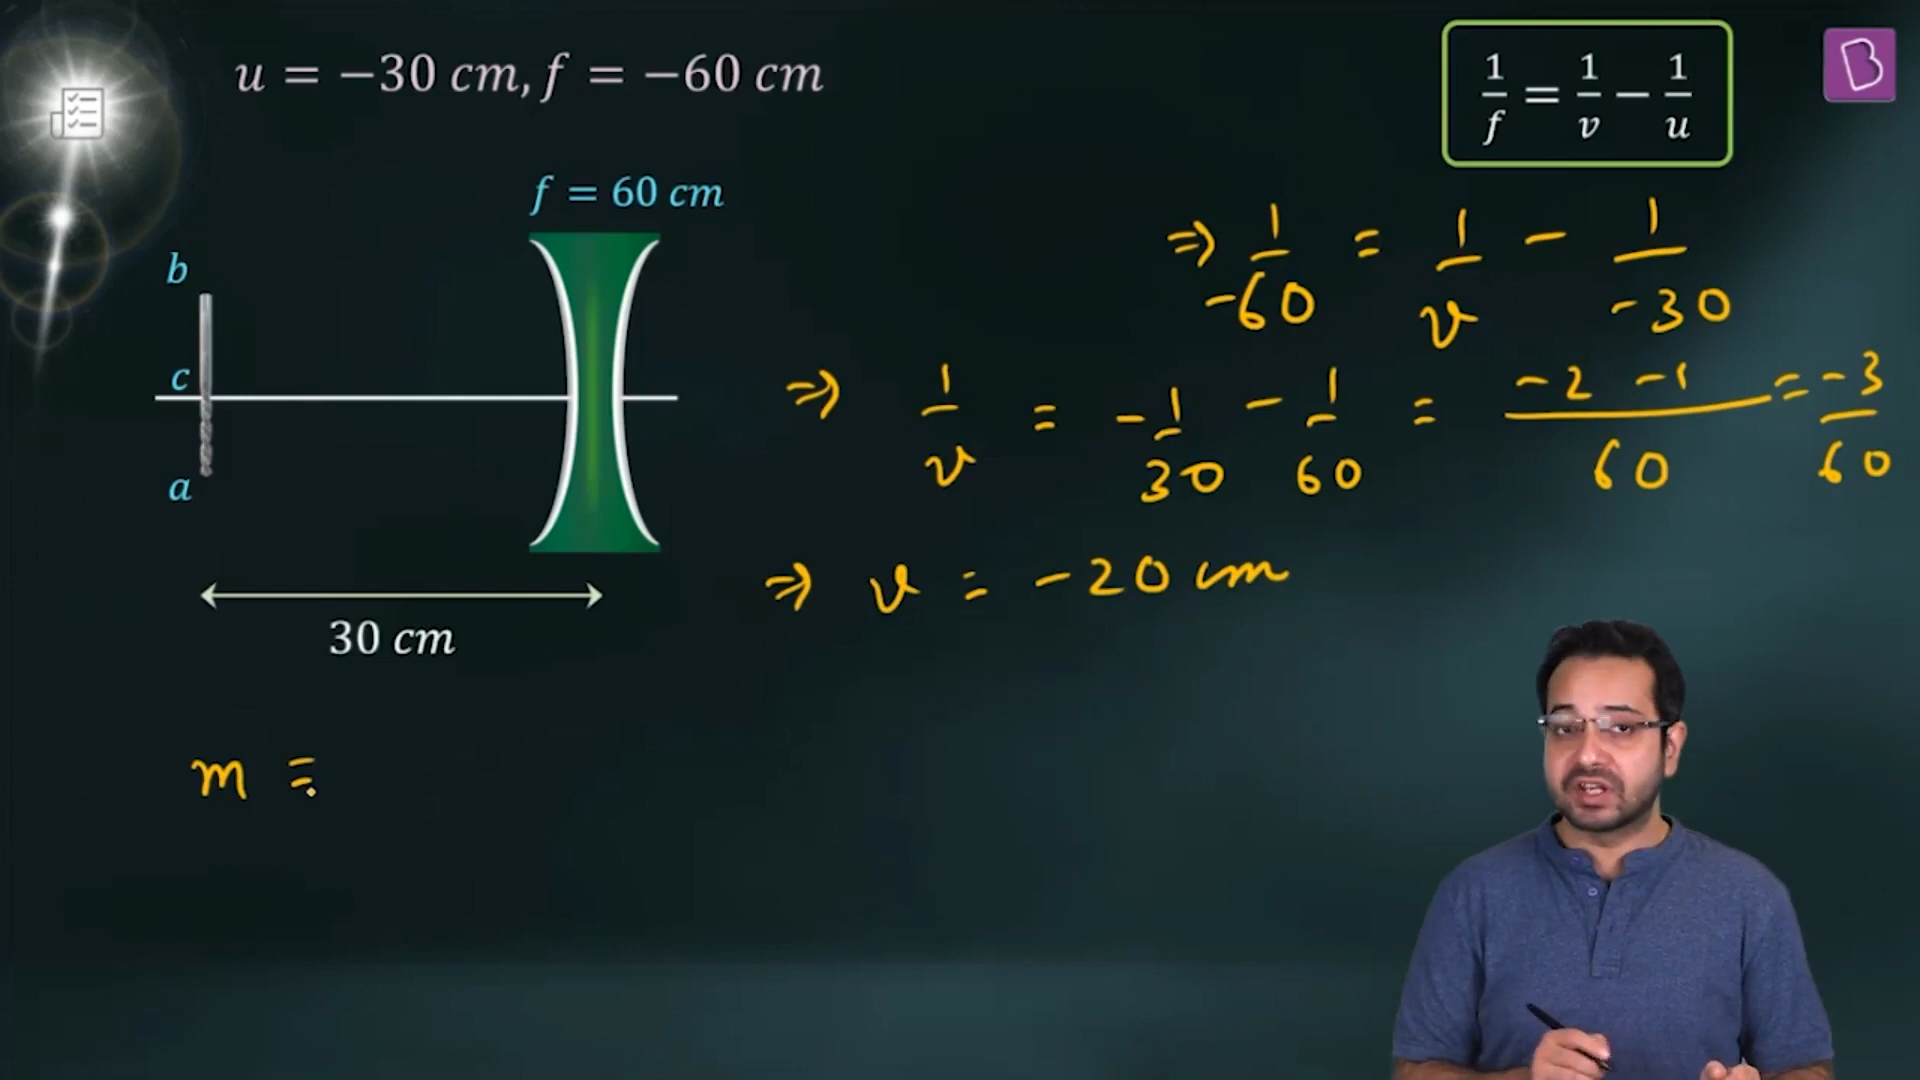 u = −30 cm, f = −60 cm
1/f = 1/v − 1/u
B
f = 60 cm
⇒ 1/-60 = 1/v - 1/-30
b
c
a
⇒ 1/v = -1/30 - 1/60 = -2 -1/60 = -3/60
⇒ v = -20 cm
30 cm
m =